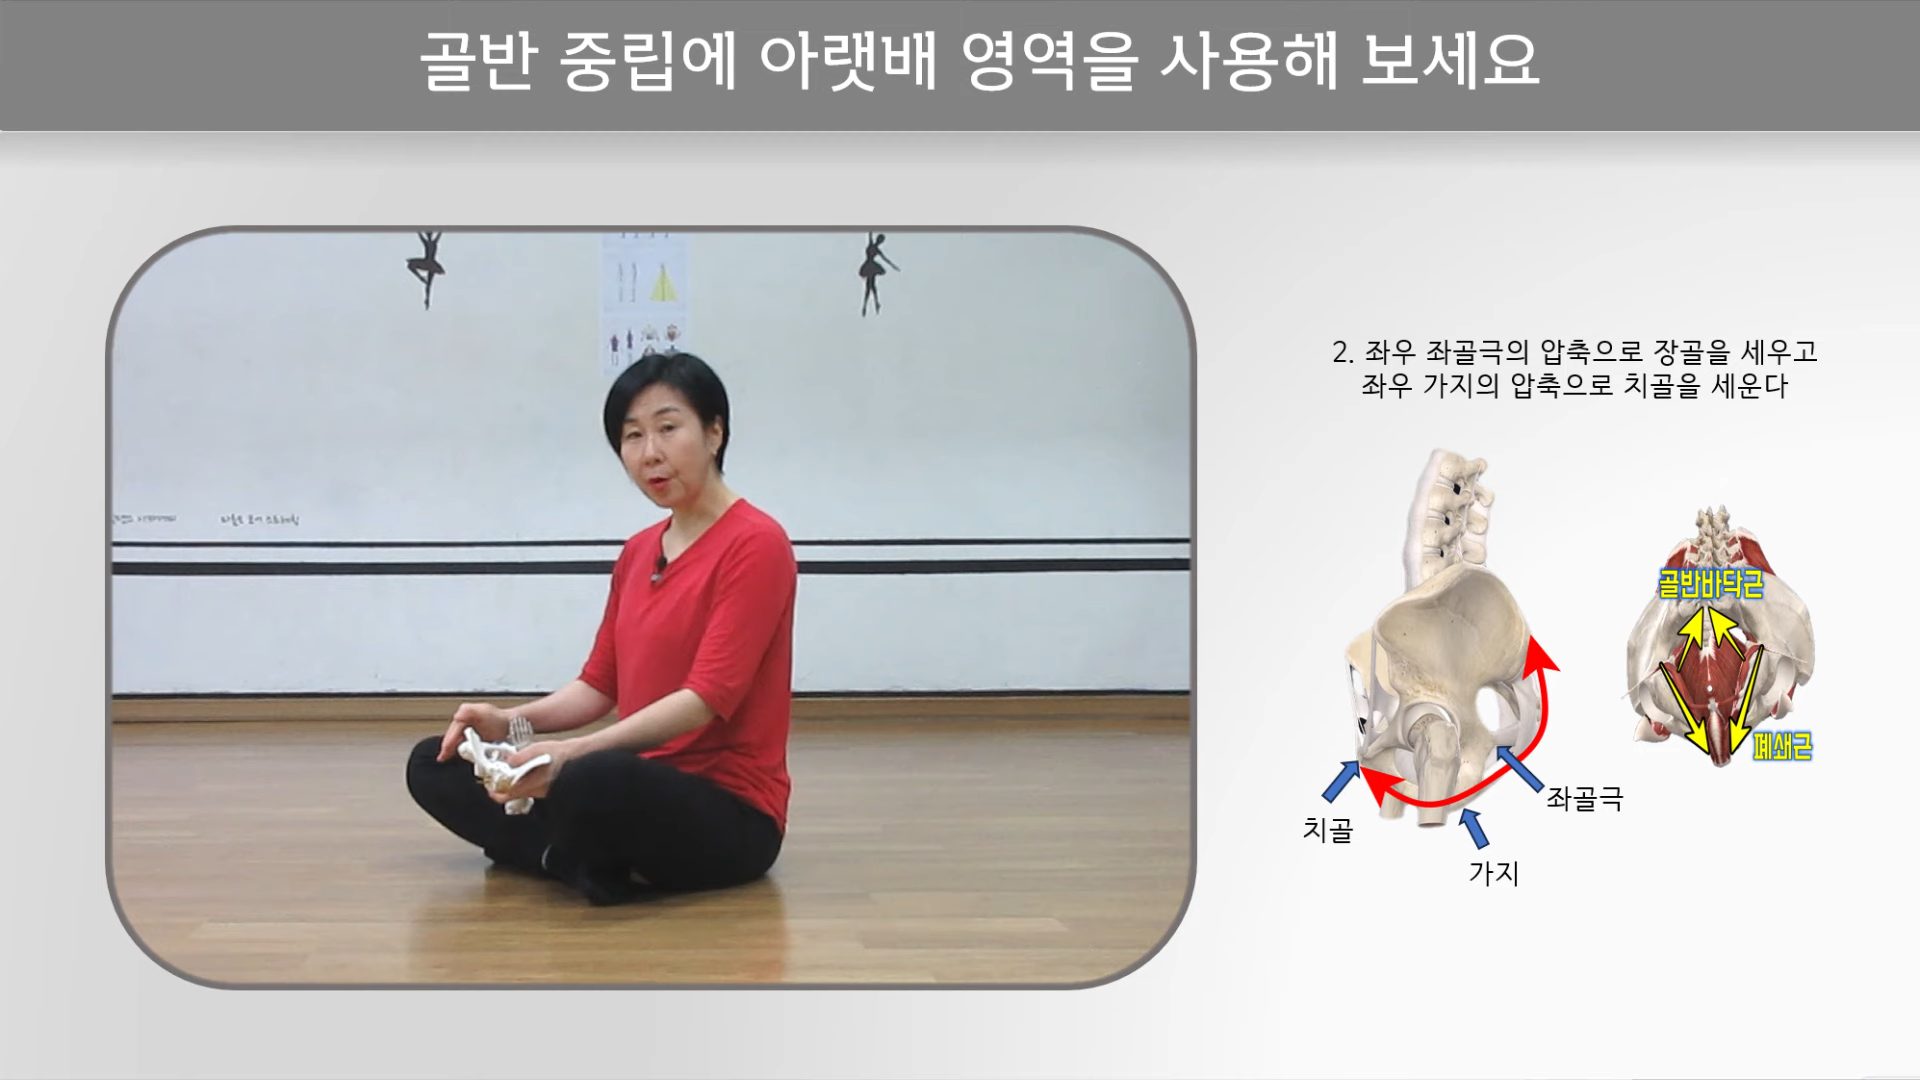 골반 중립에 아랫배 영역을 사용해 보세요
2. 좌우 좌골극의 압축으로 장골을 세우고
좌우 가지의 압축으로 치골을 세운다
골반바닥근
폐쇄근
좌골극
치골
가지